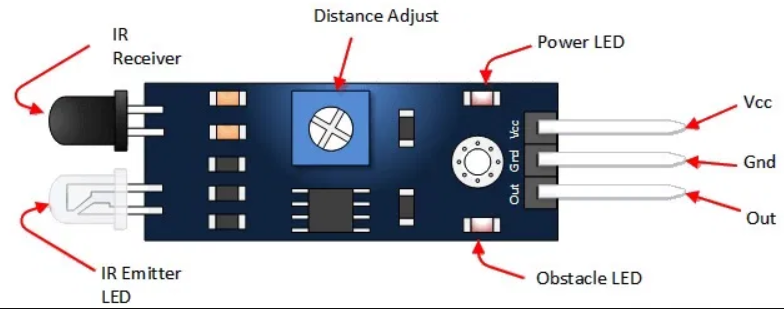 Distance Adjust
IR
Receiver
Power LED
Vcc
Vcc
Gnd
Gnd
Out
Out
IR Emitter
LED
Obstacle LED